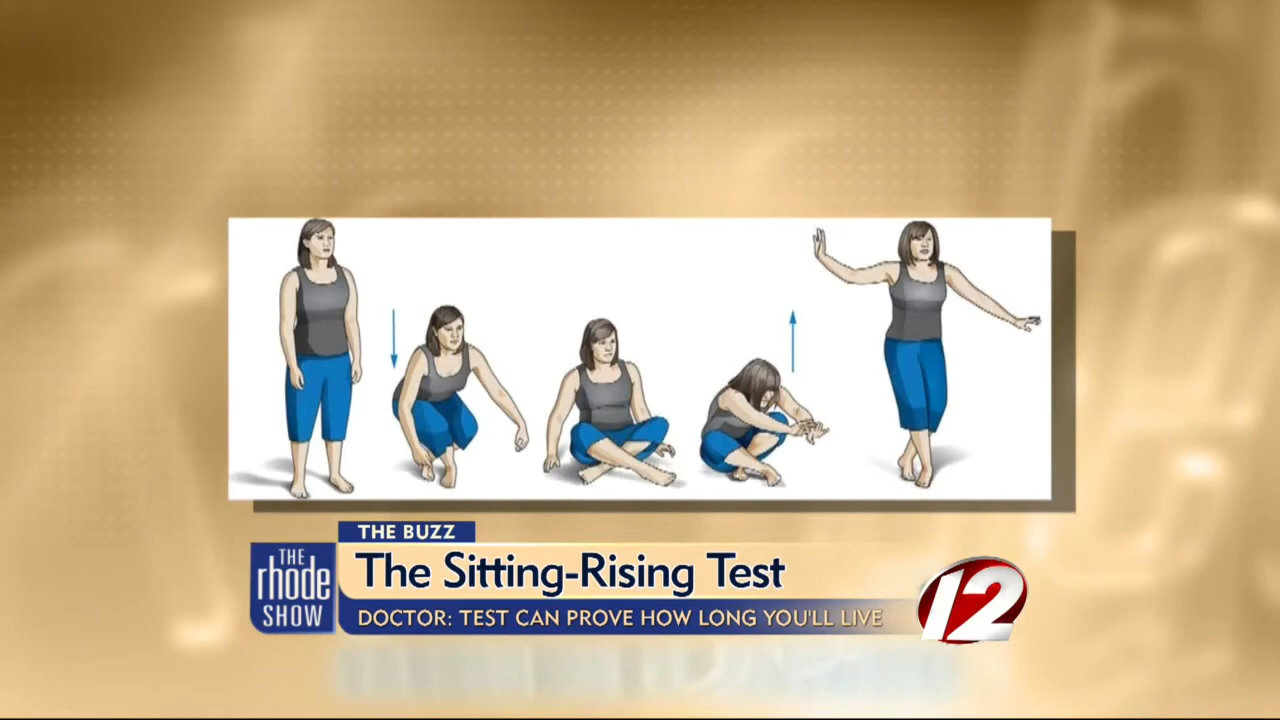 THE BUZZ
THE
rhode
SHOW
The Sitting-Rising Test
DOCTOR: TEST CAN PROVE HOW LONG YOU'LL LIVE
12